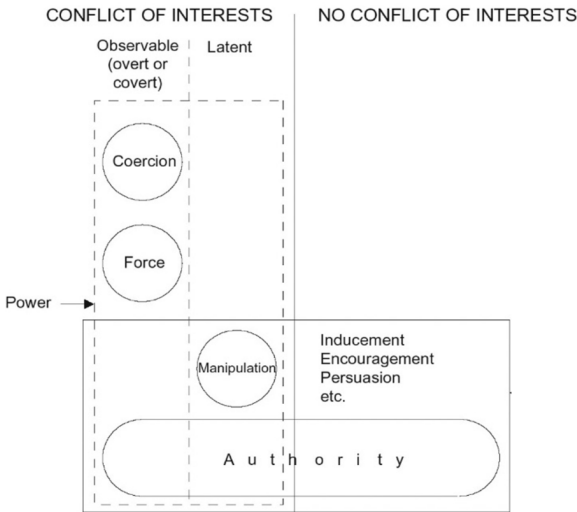 CONFLICT OF INTERESTS
NO CONFLICT OF INTERESTS
Observable
(overt or
covert)
Latent
Coercion
Force
Power
Manipulation
Inducement
Encouragement
Persuasion
etc.
Authority